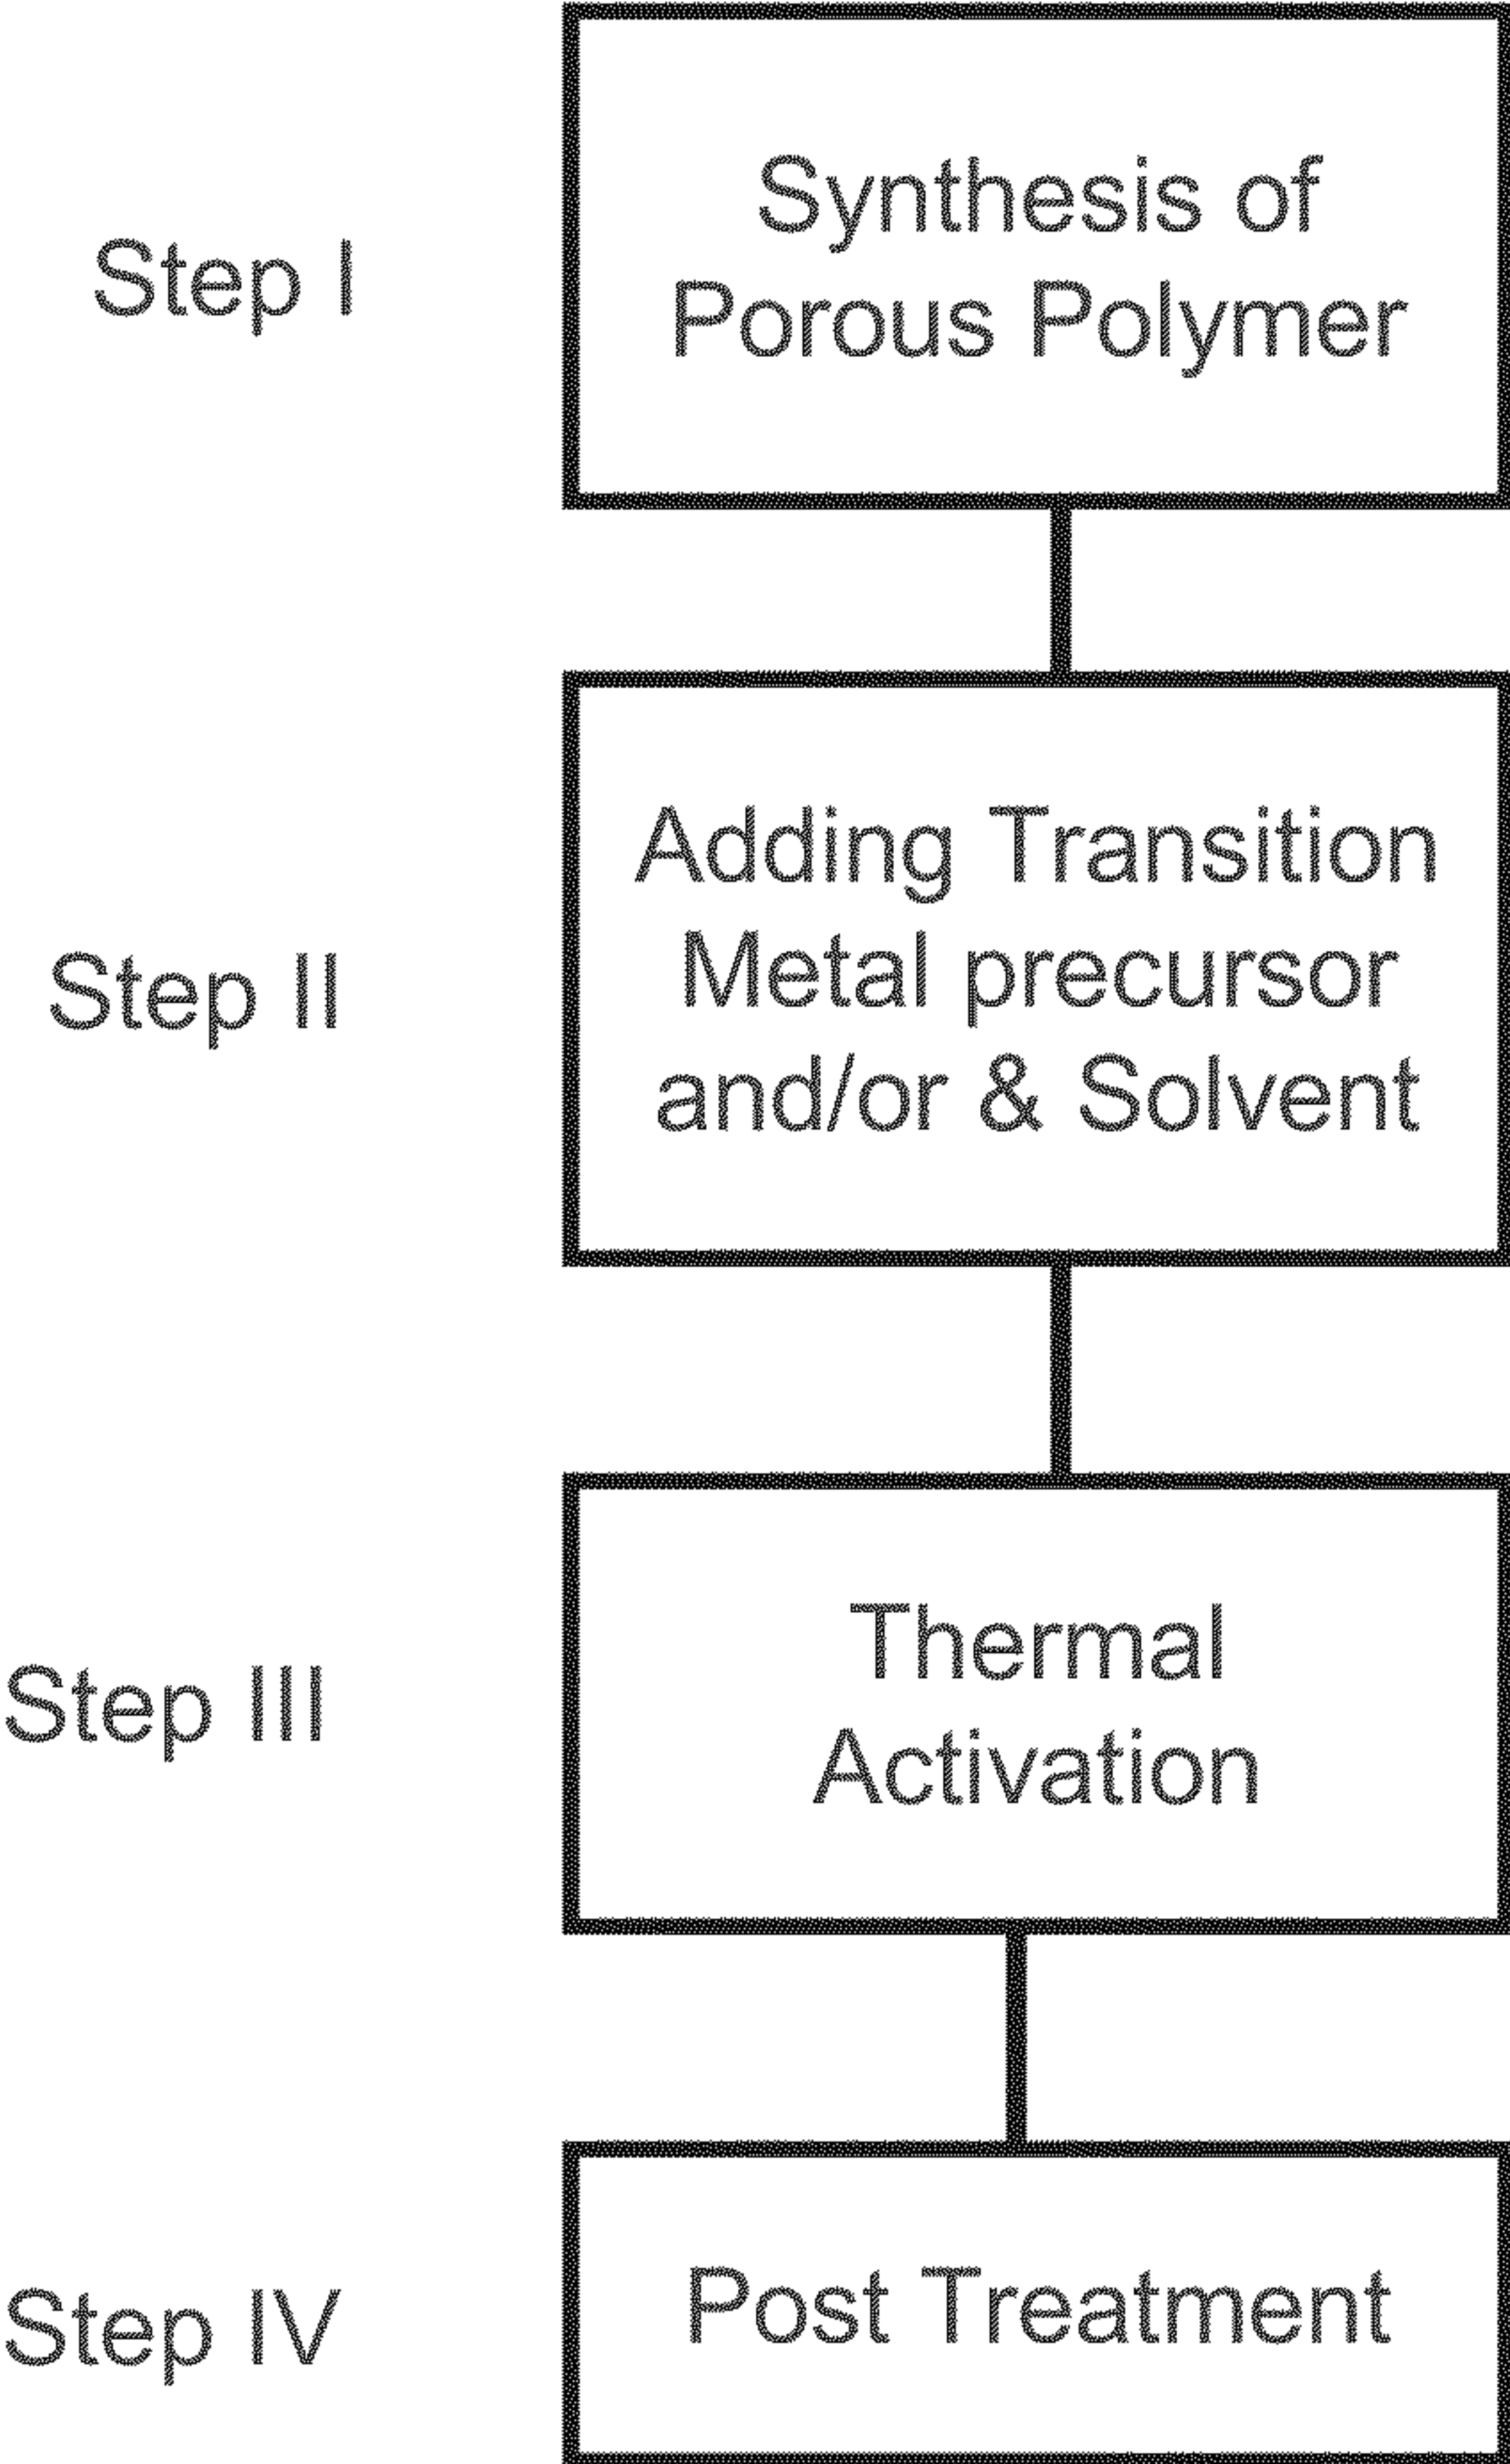 Step I
Synthesis of
Porous Polymer
Step II
Adding Transition
Metal precursor
and/or & Solvent
Step III
Thermal
Activation
Step IV
Post Treatment